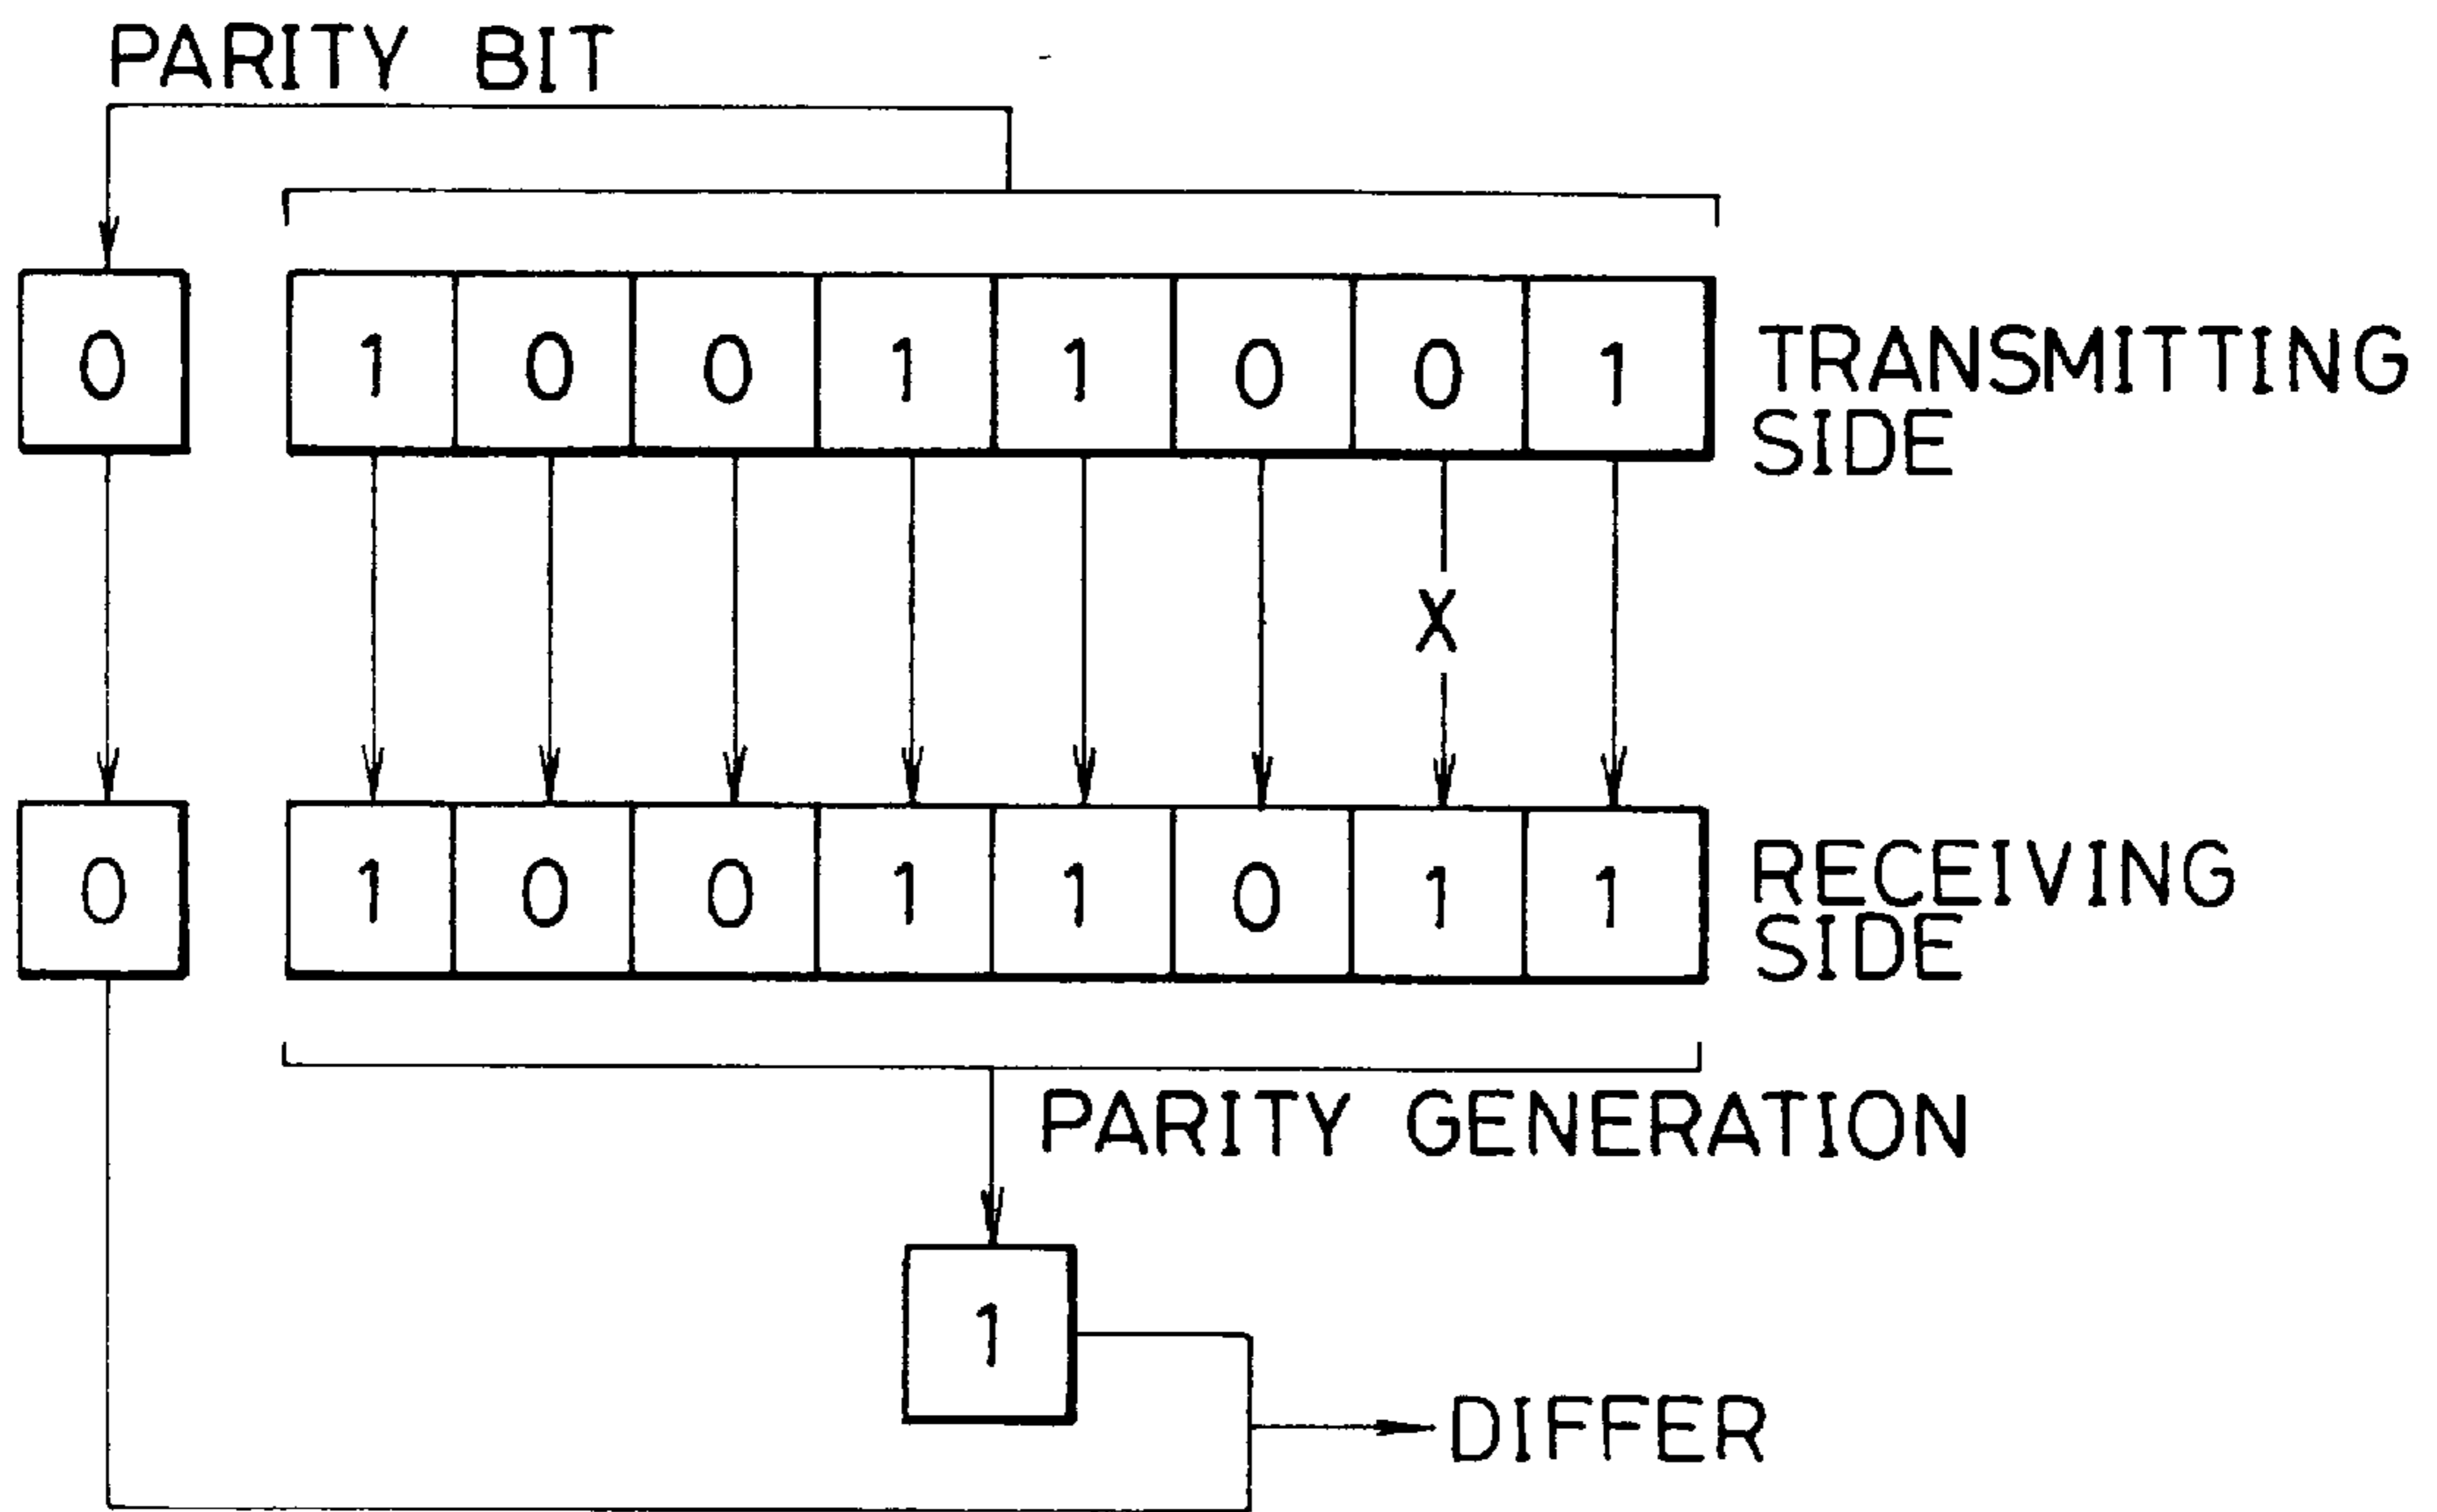 PARITY BIT
0 1 0 0 1 1 0 0 1
TRANSMITTING
SIDE
X
0 1 0 0 1 1 0 1 1
RECEIVING
SIDE
PARITY GENERATION
1
DIFFER